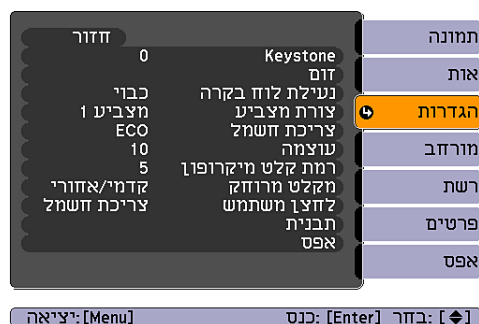 תמונה
אות
הגדרות
מורחב
רשת
פרטים
אפס
חזור
Keystone 0
זום
נעילת לוח בקרה כבוי
צורת מצביע מצביע 1
צריכת חשמל ECO
עוצמה 10
רמת קלט מיקרופון 5
מקלט מרוחק קדמי/אחורי
לחצן משתמש צריכת חשמל
תבנית
אפס
[◆]: בחר [Enter]: כנס [Menu]: יציאה